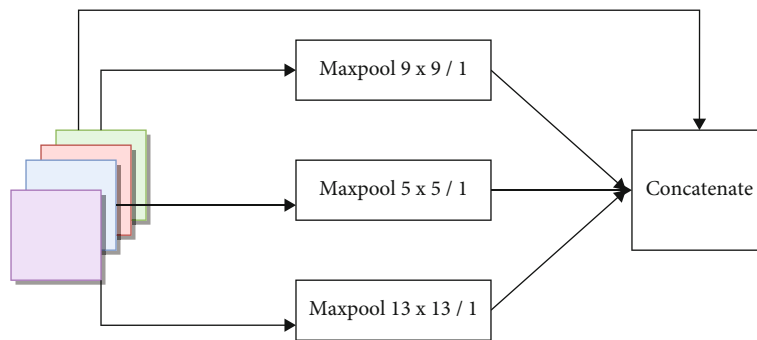 Maxpool 9 x 9 / 1
Maxpool 5 x 5 / 1
Concatenate
Maxpool 13 x 13 / 1